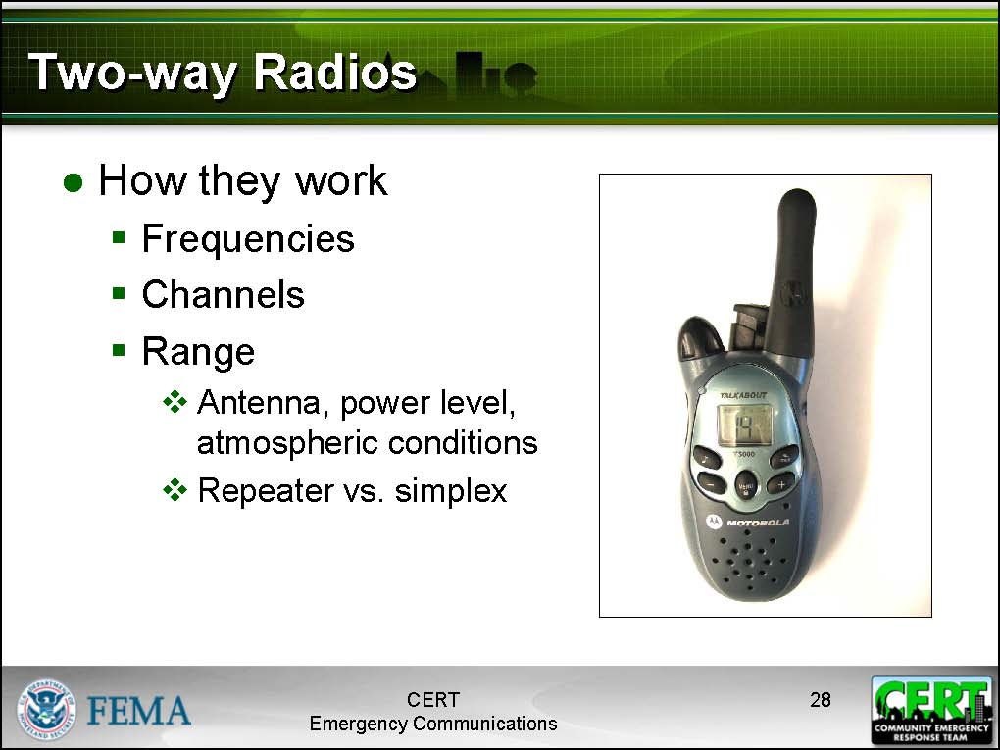 Two-way Radios
How they work
Frequencies
Channels
Range
Antenna, power level,
atmospheric conditions
Repeater vs. simplex
TALKABOUT
14
T5000
MENU
MOTOROLA
FEMA
CERT
Emergency Communications
28
CERT
COMMUNITY EMERGENCY
RESPONSE TEAM